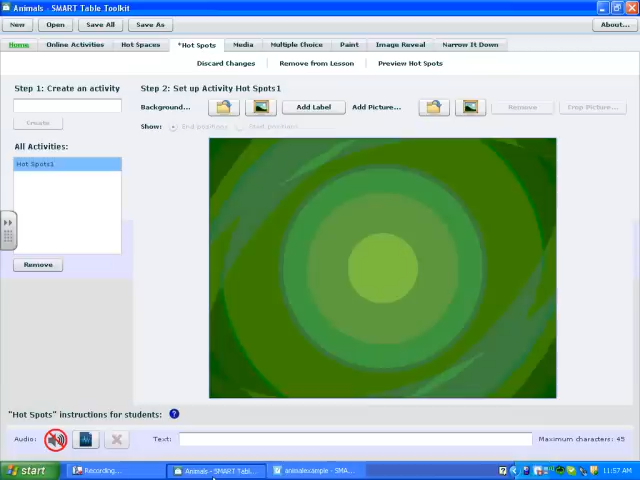 Animals - SMART Table Toolkit
New Open Save All Save As About...
Home Online Activities Hot Spaces *Hot Spots Media Multiple Choice Paint Image Reveal Narrow It Down
Discard Changes Remove from Lesson Preview Hot Spots
Step 1: Create an activity Step 2: Set up Activity Hot Spots1
Background... Add Label Add Picture... Remove Crop Picture...
Create Show: End positions Start positions
All Activities:
Hot Spots1
Remove
"Hot Spots" instructions for students: ?
Audio: Text: Maximum characters: 45
start Recording... Animals - SMART Tabl... animalexample - SMA... 11:57 AM